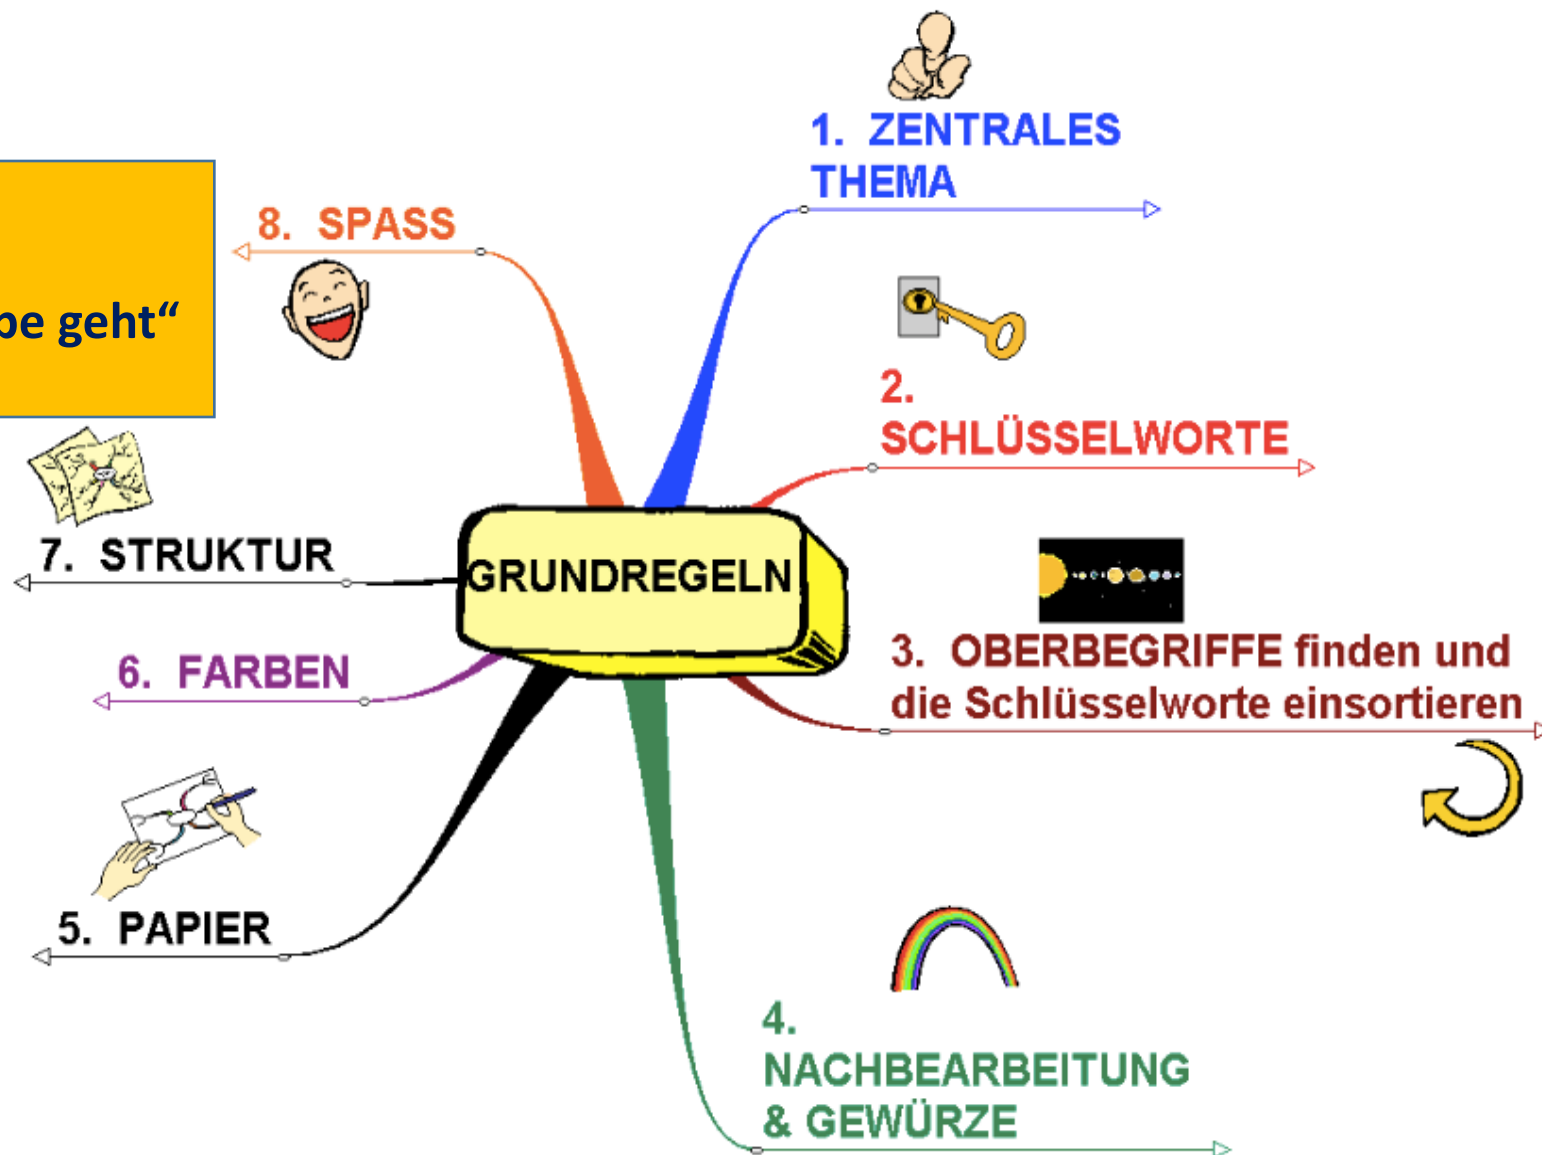 1. ZENTRALES
THEMA
2.
SCHLÜSSELWORTE
3. OBERBEGRIFFE finden und
die Schlüsselworte einsortieren
4.
NACHBEARBEITUNG
& GEWÜRZE
5. PAPIER
6. FARBEN
7. STRUKTUR
8. SPASS
GRUNDREGELN
geht“